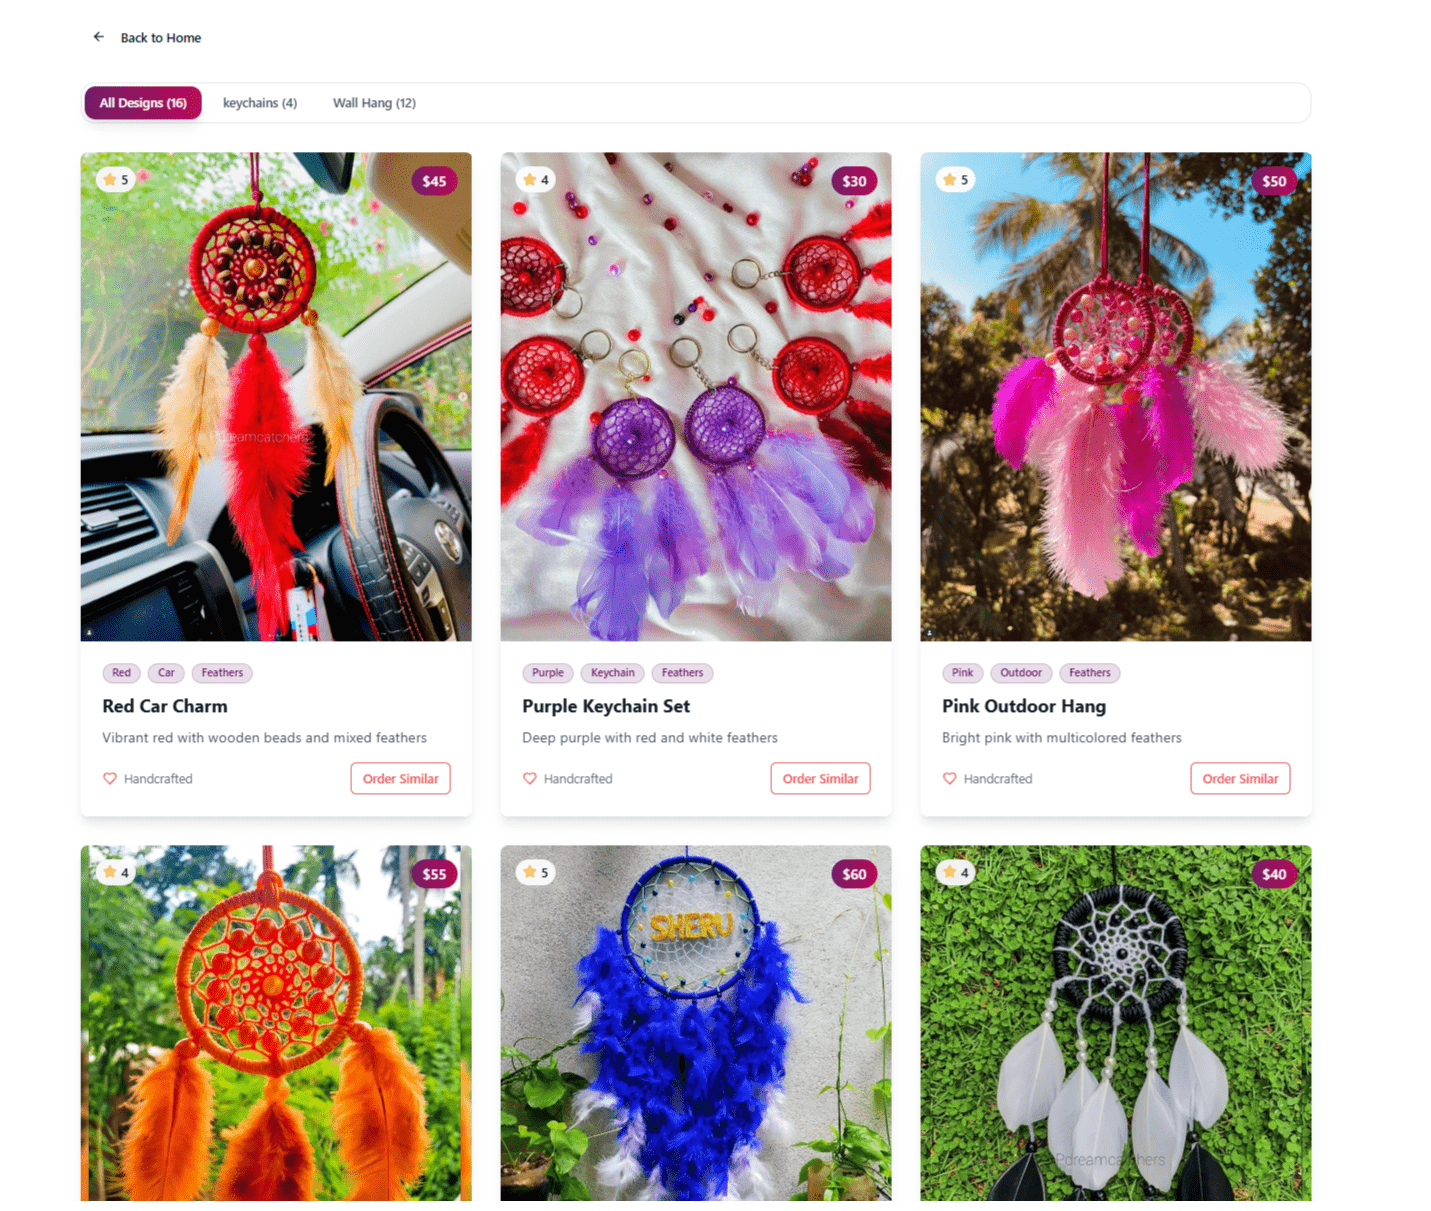 Back to Home
All Designs (16) keychains (4) Wall Hang (12)
5 $45
4 $30
5 $50
Pdreamcatchers
Red Car Feathers
Red Car Charm
Vibrant red with wooden beads and mixed feathers
Handcrafted Order Similar
Purple Keychain Feathers
Purple Keychain Set
Deep purple with red and white feathers
Handcrafted Order Similar
Pink Outdoor Feathers
Pink Outdoor Hang
Bright pink with multicolored feathers
Handcrafted Order Similar
4 $55
5 $60
SHERU
4 $40
Pdreamcatchers